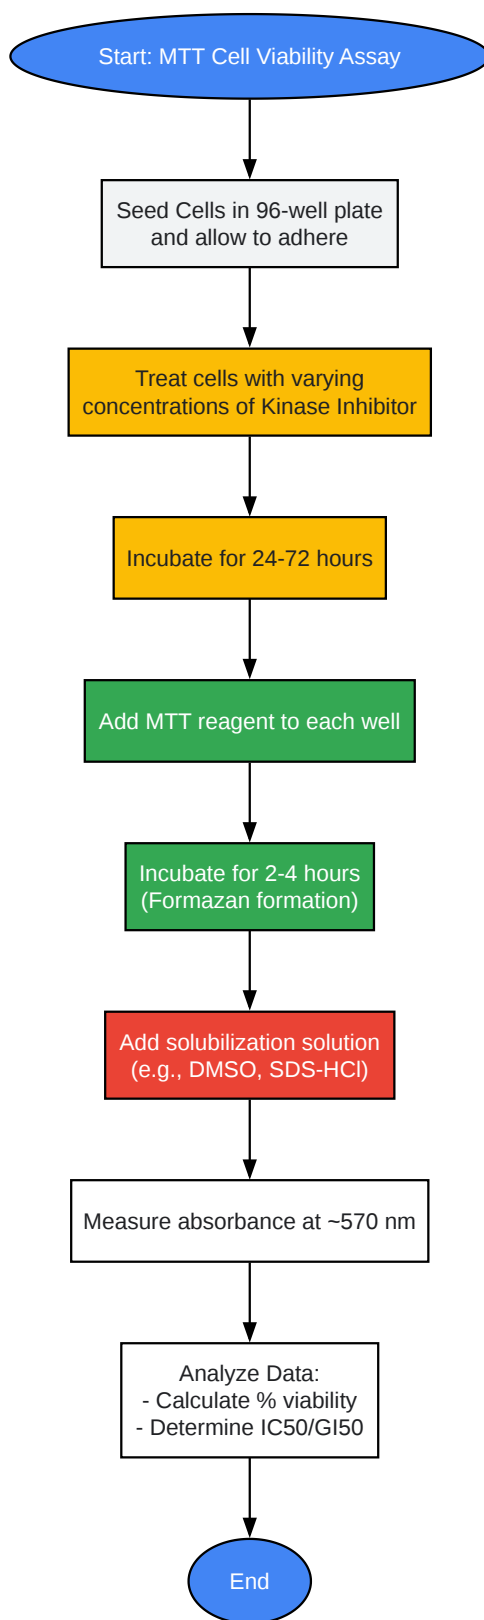 Start: MTT Cell Viability Assay
Seed Cells in 96-well plate
and allow to adhere
Treat cells with varying
concentrations of Kinase Inhibitor
Incubate for 24-72 hours
Add MTT reagent to each well
Incubate for 2-4 hours
(Formazan formation)
Add solubilization solution
(e.g., DMSO, SDS-HCl)
Measure absorbance at ~570 nm
Analyze Data:
- Calculate % viability
- Determine IC50/GI50
End